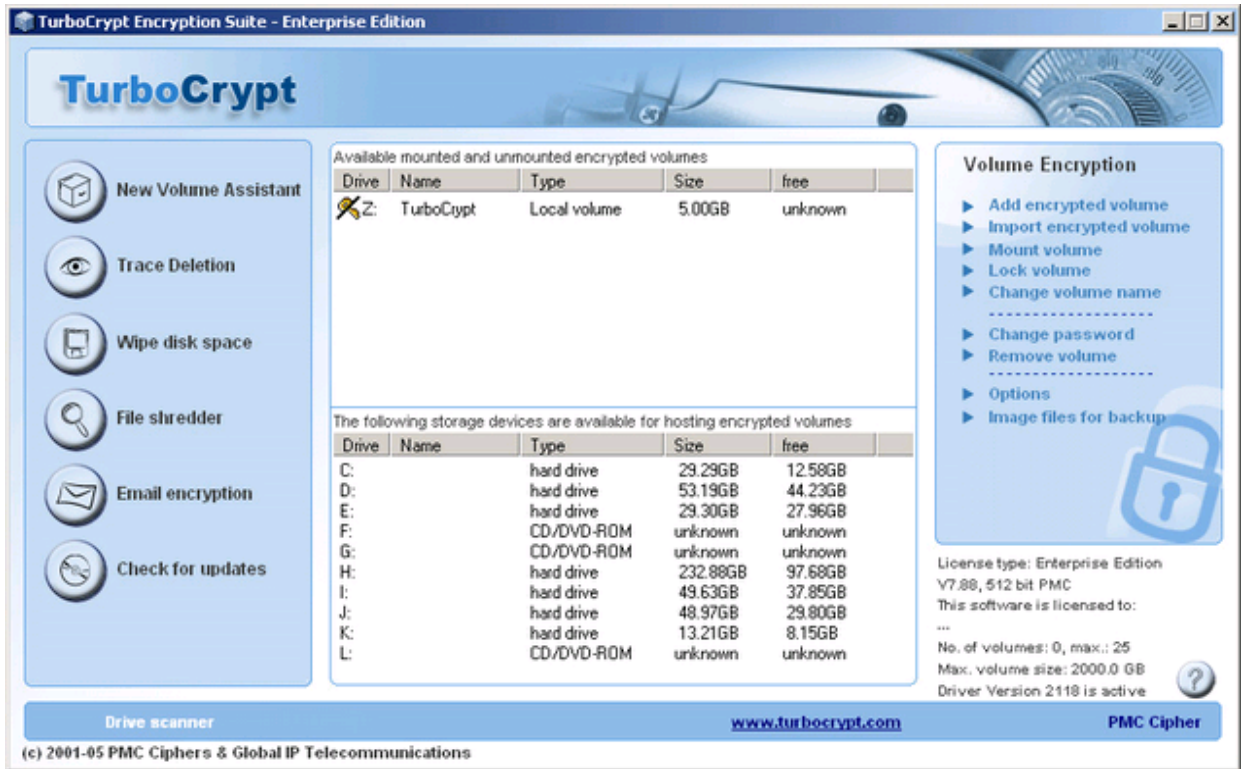 TurboCrypt Encryption Suite - Enterprise Edition
TurboCrypt
New Volume Assistant
Trace Deletion
Wipe disk space
File shredder
Email encryption
Check for updates
Available mounted and unmounted encrypted volumes
Drive Name Type Size free
Z: TurboCrypt Local volume 5.00GB unknown
The following storage devices are available for hosting encrypted volumes
Drive Name Type Size free
C: hard drive 29.29GB 12.58GB
D: hard drive 53.19GB 44.23GB
E: hard drive 29.30GB 27.96GB
F: CD/DVD-ROM unknown unknown
G: CD/DVD-ROM unknown unknown
H: hard drive 232.88GB 97.68GB
I: hard drive 49.63GB 37.85GB
J: hard drive 48.97GB 29.80GB
K: hard drive 13.21GB 8.15GB
L: CD/DVD-ROM unknown unknown
Volume Encryption
Add encrypted volume
Import encrypted volume
Mount volume
Lock volume
Change volume name
Change password
Remove volume
Options
Image files for backup
License type: Enterprise Edition
V7.88, 512 bit PMC
This software is licensed to:
...
No. of volumes: 0, max.: 25
Max. volume size: 2000.0 GB
Driver Version 2118 is active
?
Drive scanner www.turbocrypt.com PMC Cipher
(c) 2001-05 PMC Ciphers & Global IP Telecommunications